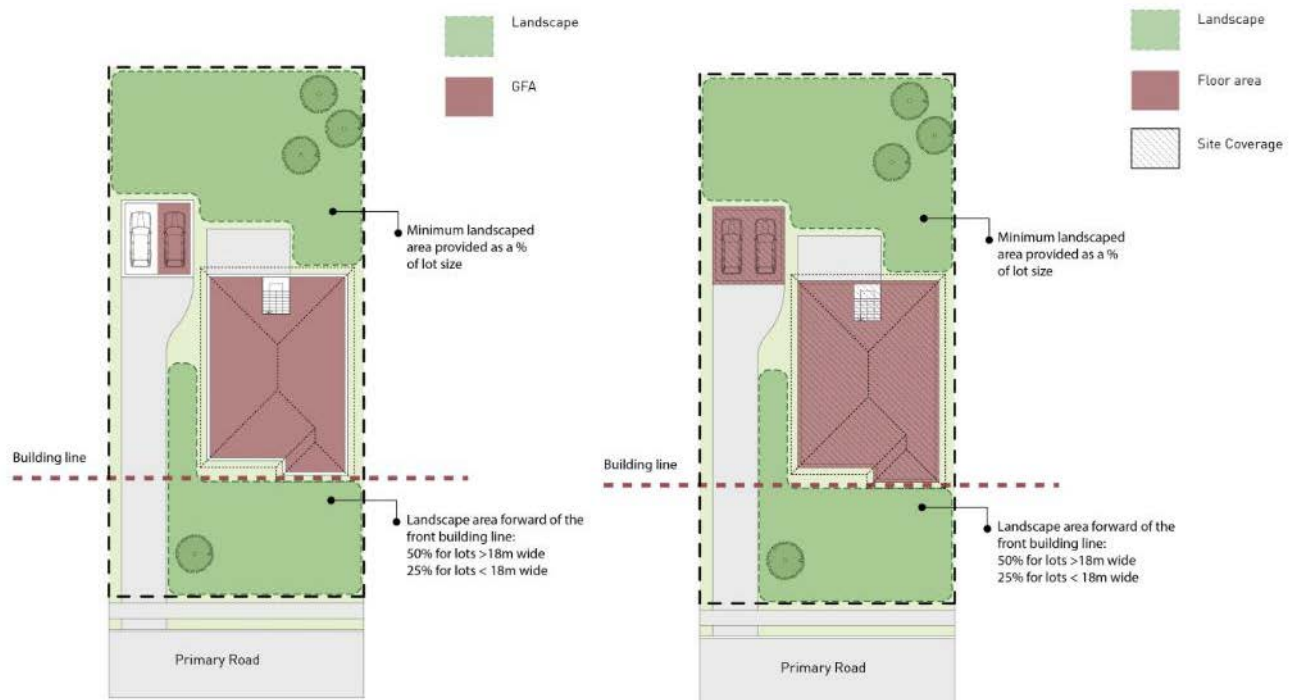 Landscape
GFA
Minimum landscaped
area provided as a %
of lot size
Building line
Landscape area forward of the
front building line:
50% for lots >18m wide
25% for lots < 18m wide
Primary Road
Landscape
Floor area
Site Coverage
Minimum landscaped
area provided as a %
of lot size
Building line
Landscape area forward of the
front building line:
50% for lots >18m wide
25% for lots < 18m wide
Primary Road